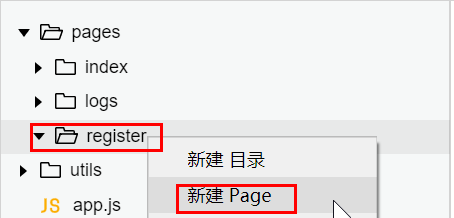 pages
index
logs
register
新建 目录
utils
新建 Page
JS app.js